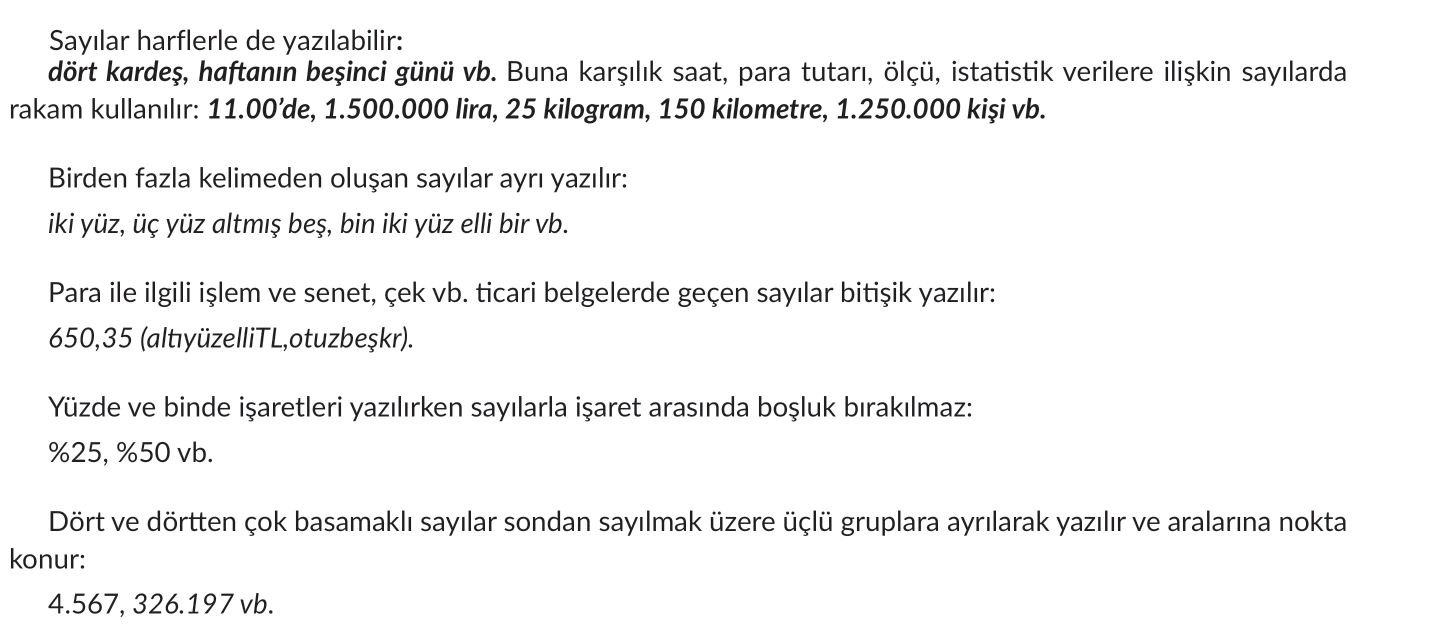 Sayılar harflerle de yazılabilir:
dört kardeş, haftanın beşinci günü vb. Buna karşılık saat, para tutarı, ölçü, istatistik verilere ilişkin sayılarda
rakam kullanılır: 11.00’de, 1.500.000 lira, 25 kilogram, 150 kilometre, 1.250.000 kişi vb.
Birden fazla kelimeden oluşan sayılar ayrı yazılır:
iki yüz, üç yüz altmış beş, bin iki yüz elli bir vb.
Para ile ilgili işlem ve senet, çek vb. ticari belgelerde geçen sayılar bitişik yazılır:
650,35 (altıyüzelliTL,otuzbeşkr).
Yüzde ve binde işaretleri yazılırken sayılarla işaret arasında boşluk bırakılmaz:
%25, %50 vb.
Dört ve dörtten çok basamaklı sayılar sondan sayılmak üzere üçlü gruplara ayrılarak yazılır ve aralarına nokta
konur:
4.567, 326.197 vb.